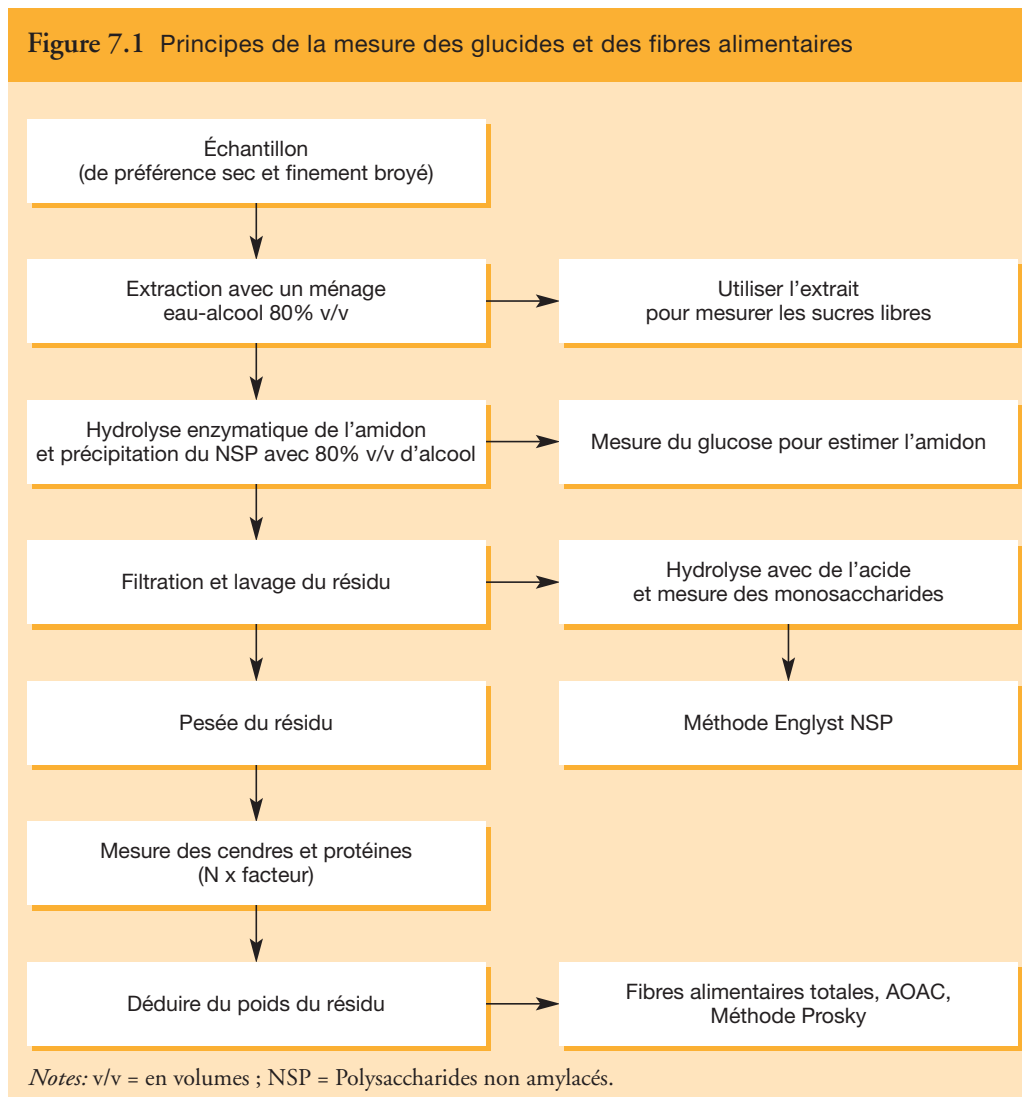 Figure 7.1 Principes de la mesure des glucides et des fibres alimentaires
Échantillon
(de préférence sec et finement broyé)
Extraction avec un ménage
eau-alcool 80% v/v
Utiliser l’extrait
pour mesurer les sucres libres
Hydrolyse enzymatique de l’amidon
et précipitation du NSP avec 80% v/v d’alcool
Mesure du glucose pour estimer l’amidon
Filtration et lavage du résidu
Hydrolyse avec de l’acide
et mesure des monosaccharides
Pesée du résidu
Méthode Englyst NSP
Mesure des cendres et protéines
(N x facteur)
Déduire du poids du résidu
Fibres alimentaires totales, AOAC,
Méthode Prosky
Notes: v/v = en volumes ; NSP = Polysaccharides non amylacés.